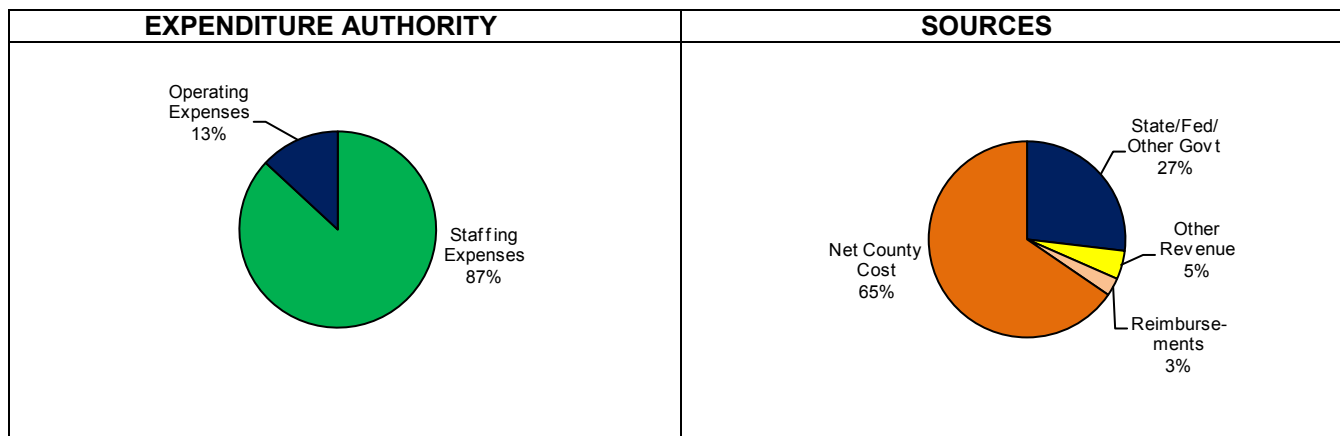 EXPENDITURE AUTHORITY
Operating
Expenses
13%
Staffing
Expenses
87%
SOURCES
State/Fed/
Other Govt
27%
Other
Revenue
5%
Reimburse-
ments
3%
Net County
Cost
65%